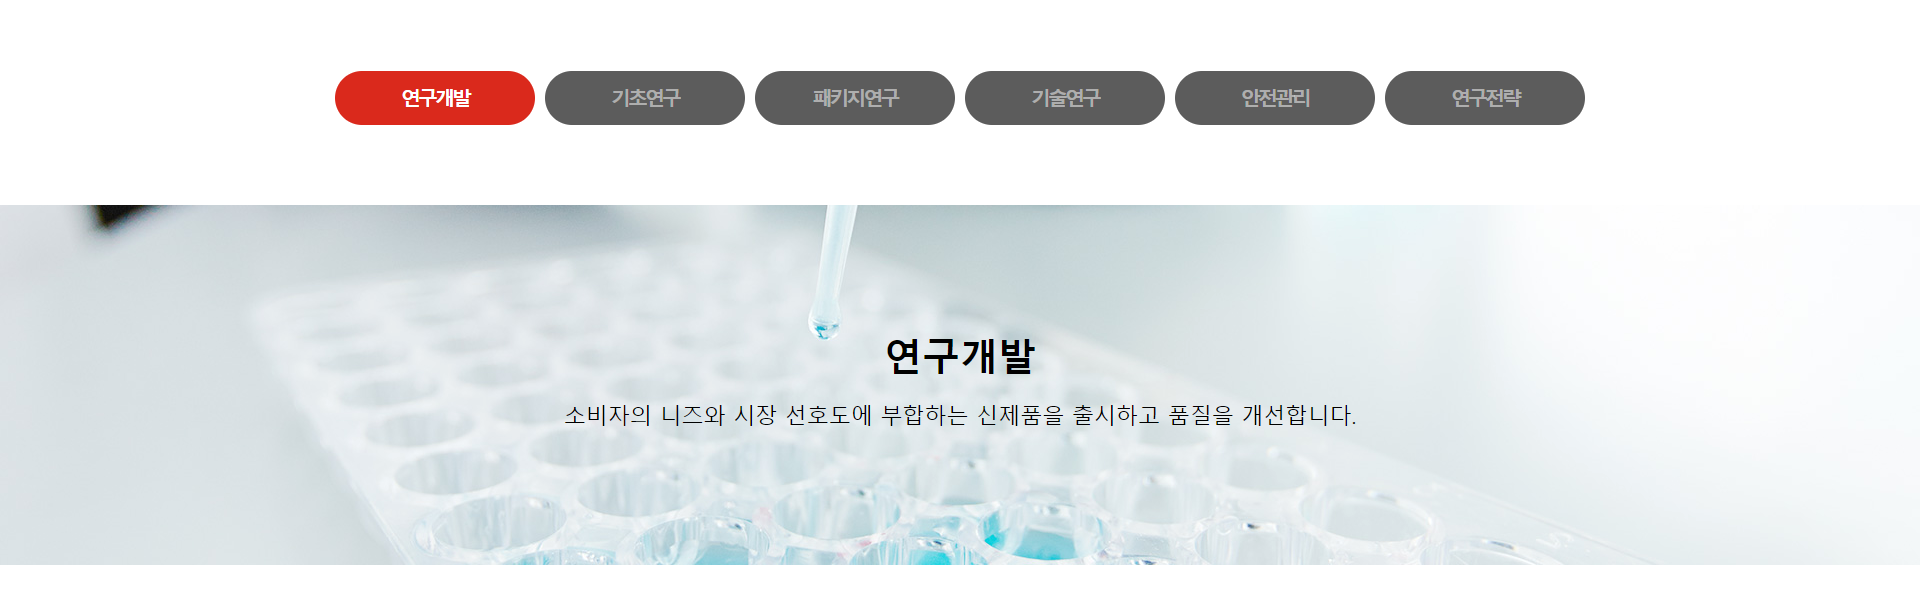 연구개발
기초연구
패키지연구
기술연구
안전관리
연구전략
연구개발
소비자의 니즈와 시장 선호도에 부합하는 신제품을 출시하고 품질을 개선합니다.